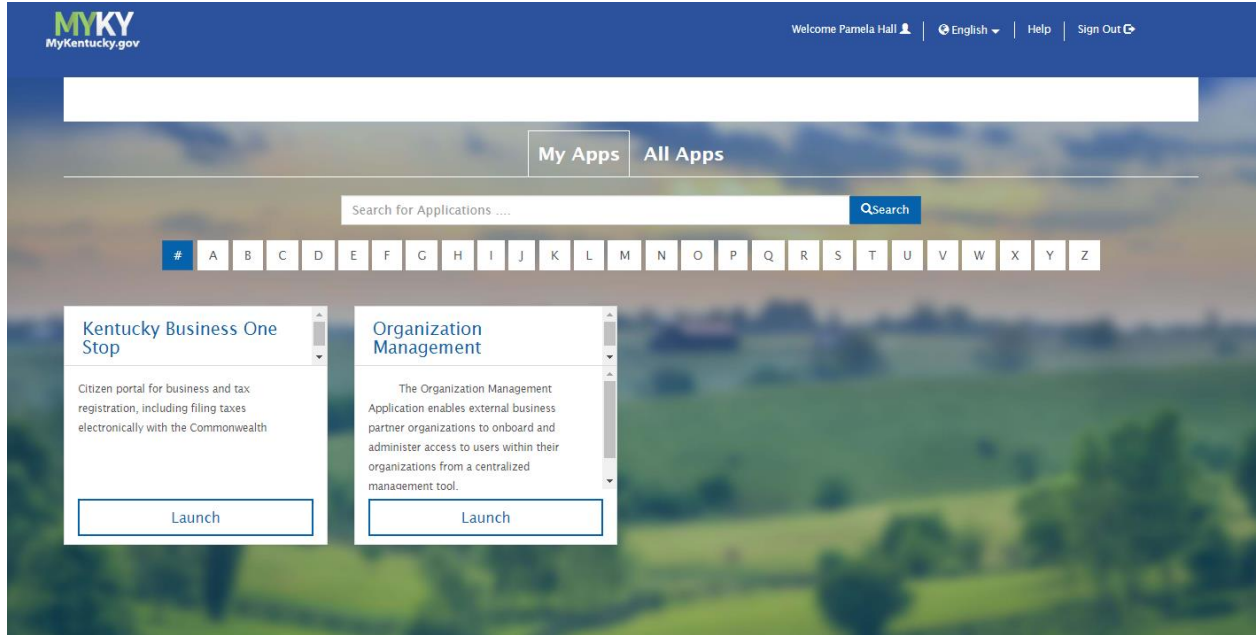 MYKY
MyKentucky.gov
Welcome Pamela Hall
English
Help
Sign Out
My Apps
All Apps
Search for Applications ....
Search
# A B C D E F G H I J K L M N O P Q R S T U V W X Y Z
Kentucky Business One
Stop
Citizen portal for business and tax
registration, including filing taxes
electronically with the Commonwealth
Launch
Organization
Management
The Organization Management
Application enables external business
partner organizations to onboard and
administer access to users within their
organizations from a centralized
management tool.
Launch